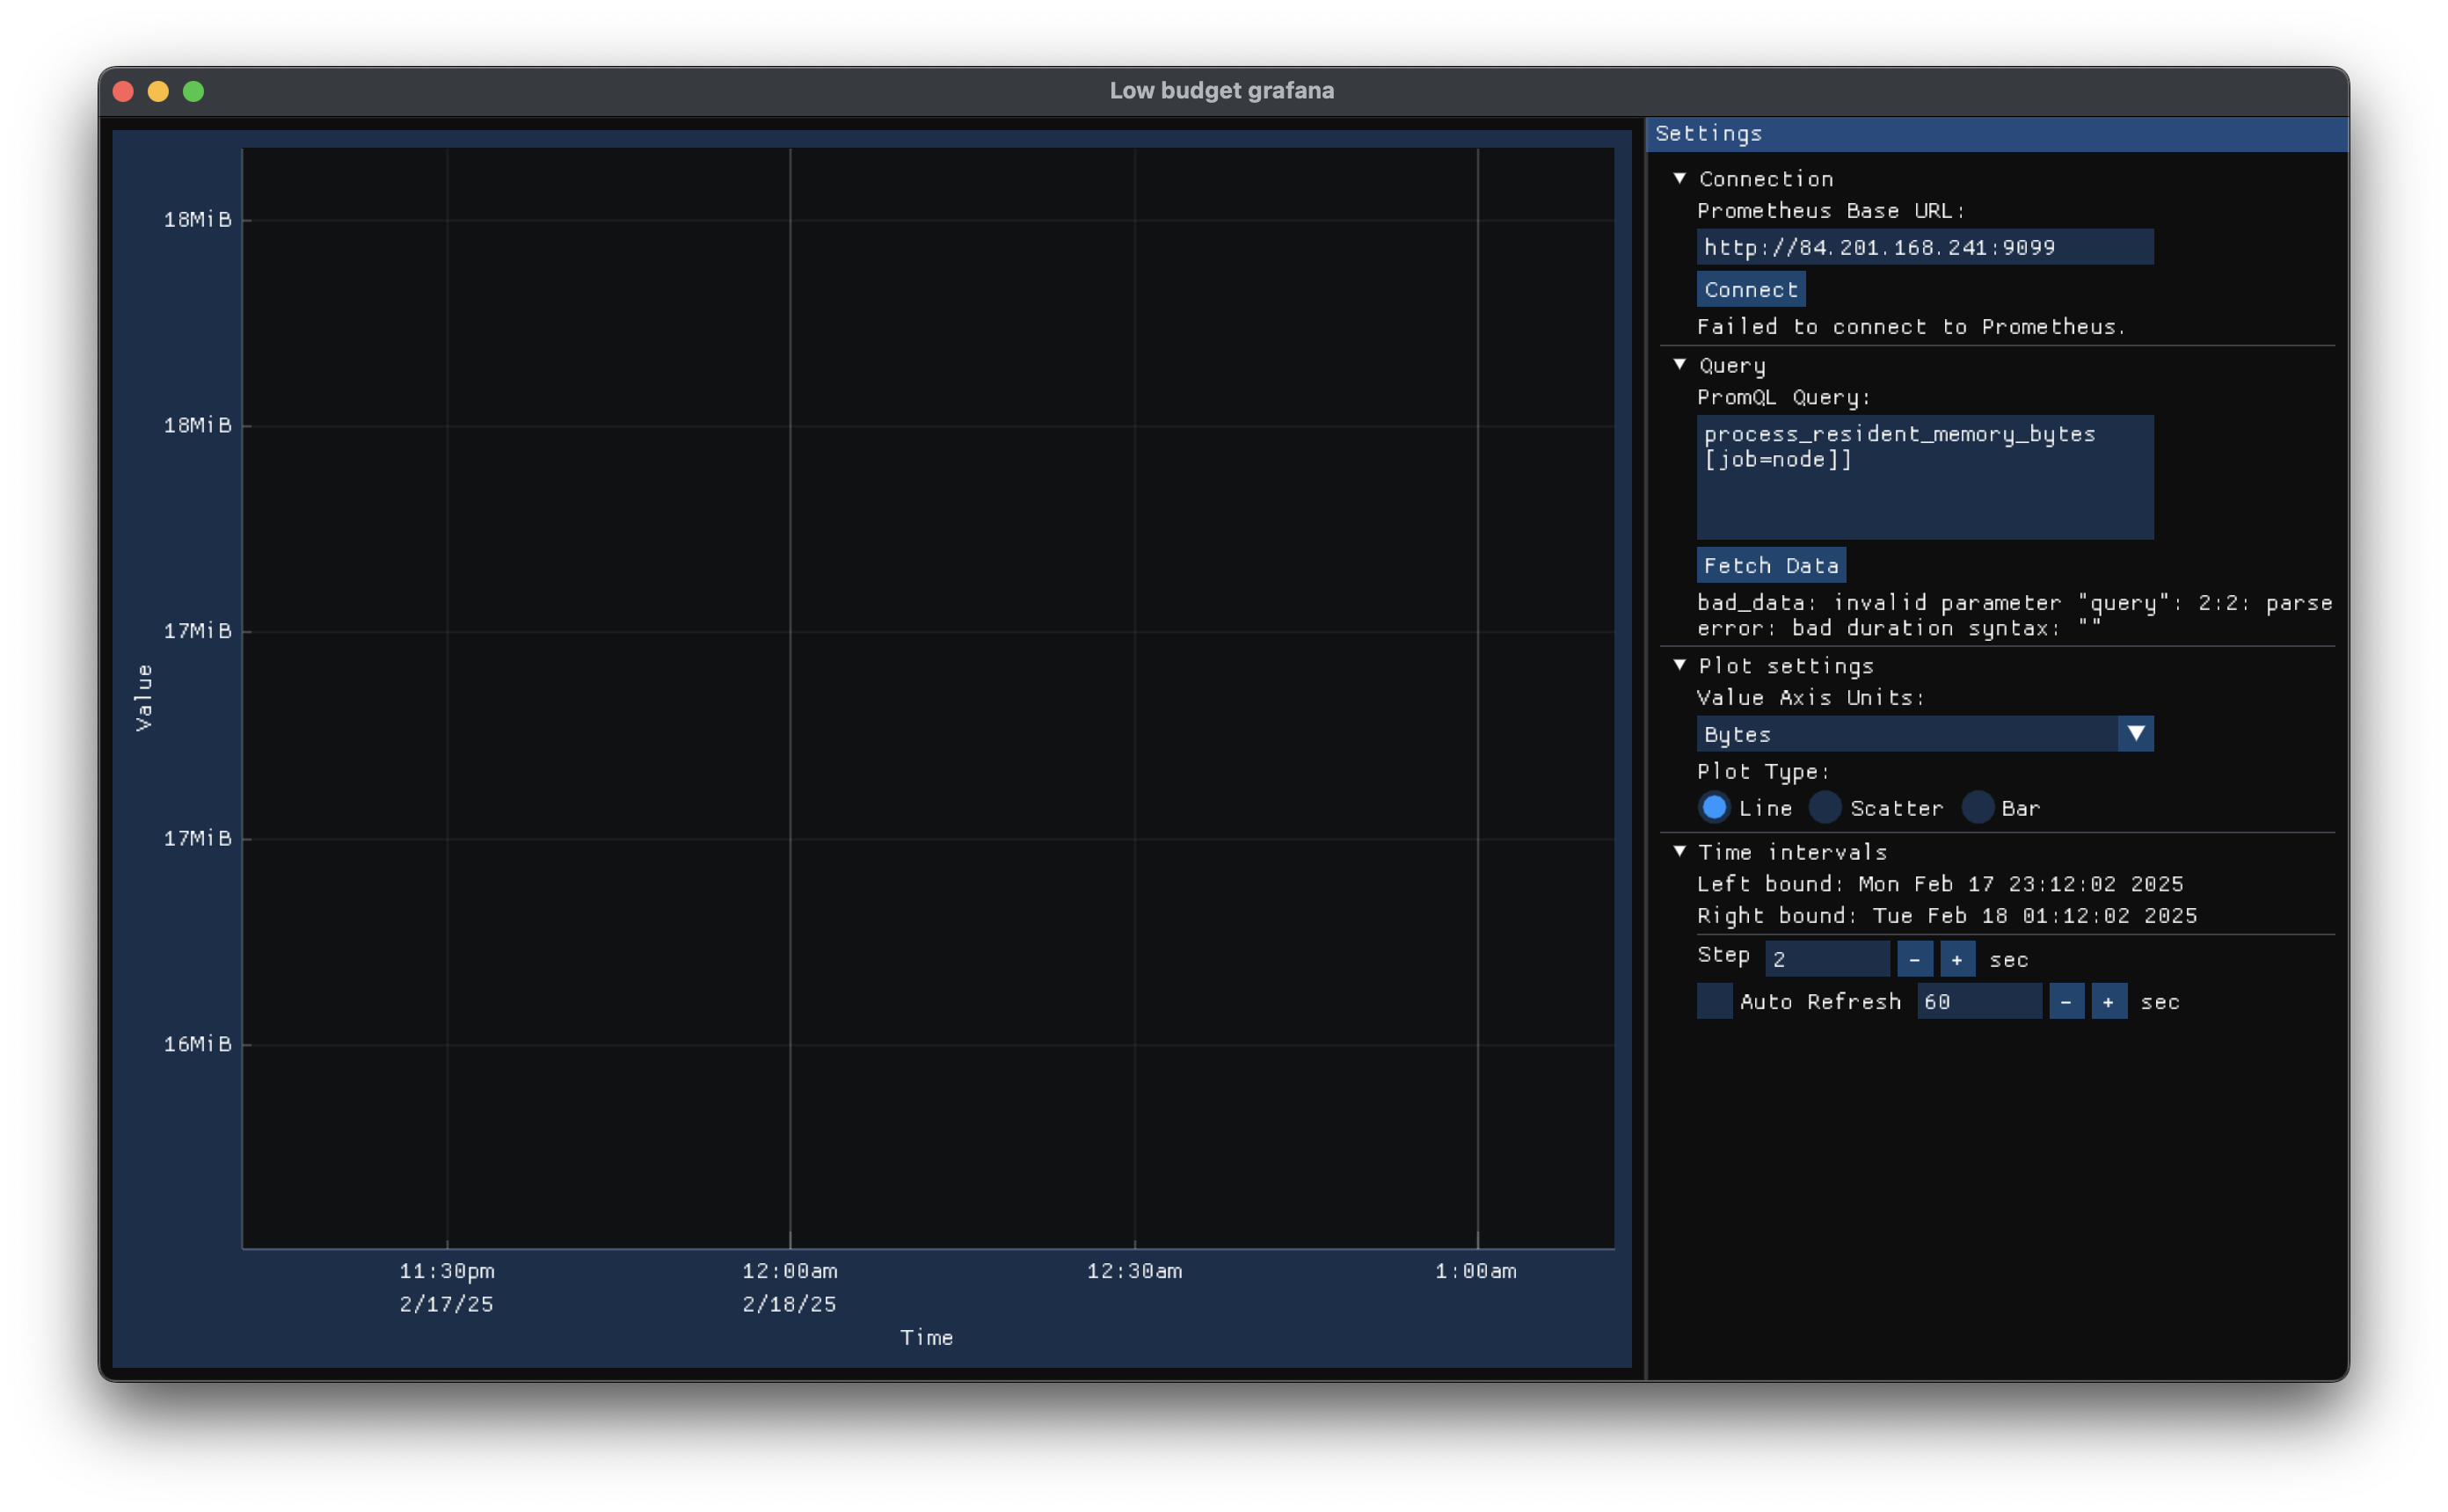 Low budget grafana
18MiB
18MiB
17MiB
17MiB
16MiB
Value
11:30pm 12:00am 12:30am 1:00am
2/17/25 2/18/25
Time
Settings
Connection
Prometheus Base URL:
http://84.201.168.241:9099
Connect
Failed to connect to Prometheus.
Query
PromQL Query:
process_resident_memory_bytes
[job=node]]
Fetch Data
bad_data: invalid parameter "query": 2:2: parse
error: bad duration syntax: ""
Plot settings
Value Axis Units:
Bytes
Plot Type:
Line Scatter Bar
Time intervals
Left bound: Mon Feb 17 23:12:02 2025
Right bound: Tue Feb 18 01:12:02 2025
Step 2 - + sec
Auto Refresh 60 - + sec